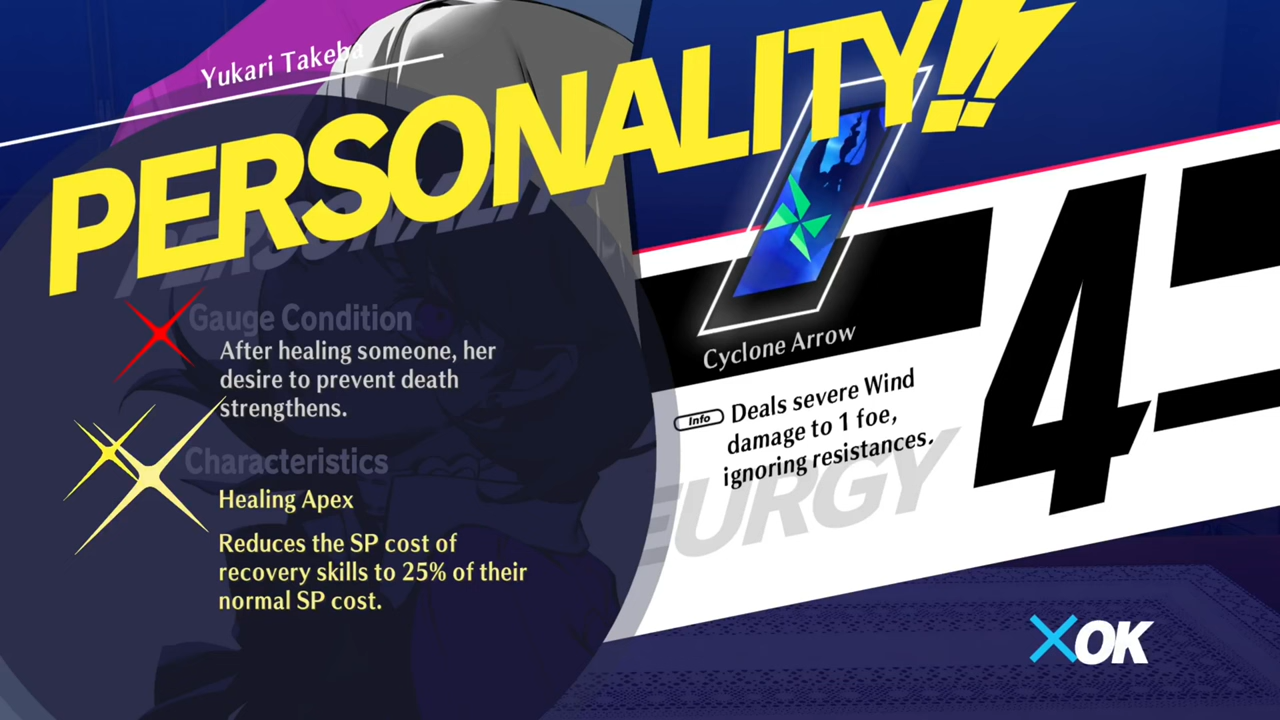 Yukari Takeba
PERSONALITY!!
PERSONALITY
Gauge Condition
After healing someone, her
desire to prevent death
strengthens.
Characteristics
Healing Apex
Reduces the SP cost of
recovery skills to 25% of their
normal SP cost.
Cyclone Arrow
Info Deals severe Wind
damage to 1 foe,
ignoring resistances.
EURGY
4
OK